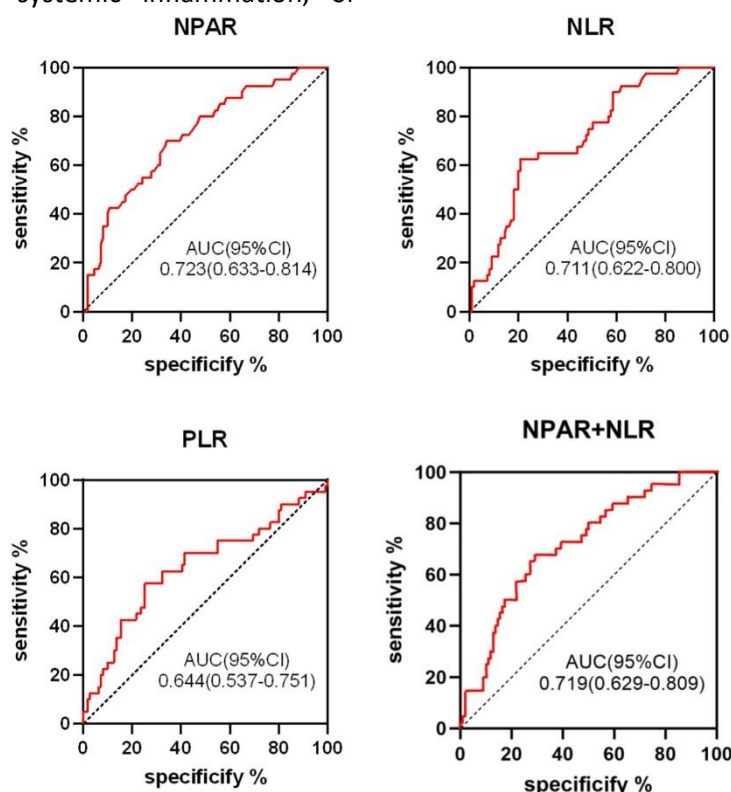 systemic inflammation, of
NPAR
100
80
60
40
20
0
sensitivity %
AUC(95%CI)
0.723(0.633-0.814)
0 20 40 60 80 100
specificify %
NLR
100
80
60
40
20
0
sensitivity %
AUC(95%CI)
0.711(0.622-0.800)
0 20 40 60 80 100
specificify %
PLR
100
80
60
40
20
0
sensitivity %
AUC(95%CI)
0.644(0.537-0.751)
0 20 40 60 80 100
specificify %
NPAR+NLR
100
80
60
40
20
0
sensitivity %
AUC(95%CI)
0.719(0.629-0.809)
0 20 40 60 80 100
specificify %